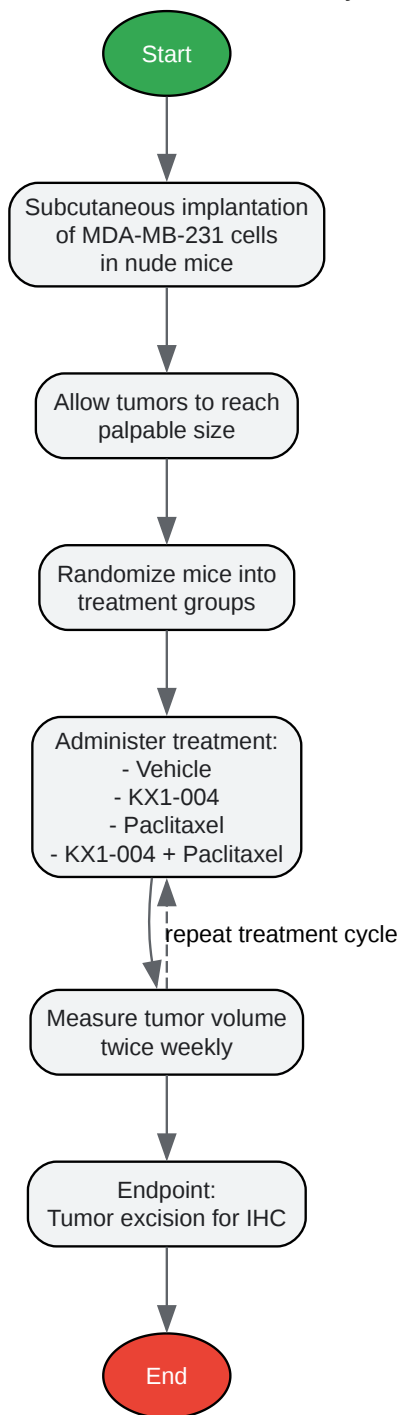 Start
Subcutaneous implantation
of MDA-MB-231 cells
in nude mice
Allow tumors to reach
palpable size
Randomize mice into
treatment groups
Administer treatment:
- Vehicle
- KX1-004
- Paclitaxel
- KX1-004 + Paclitaxel
repeat treatment cycle
Measure tumor volume
twice weekly
Endpoint:
Tumor excision for IHC
End